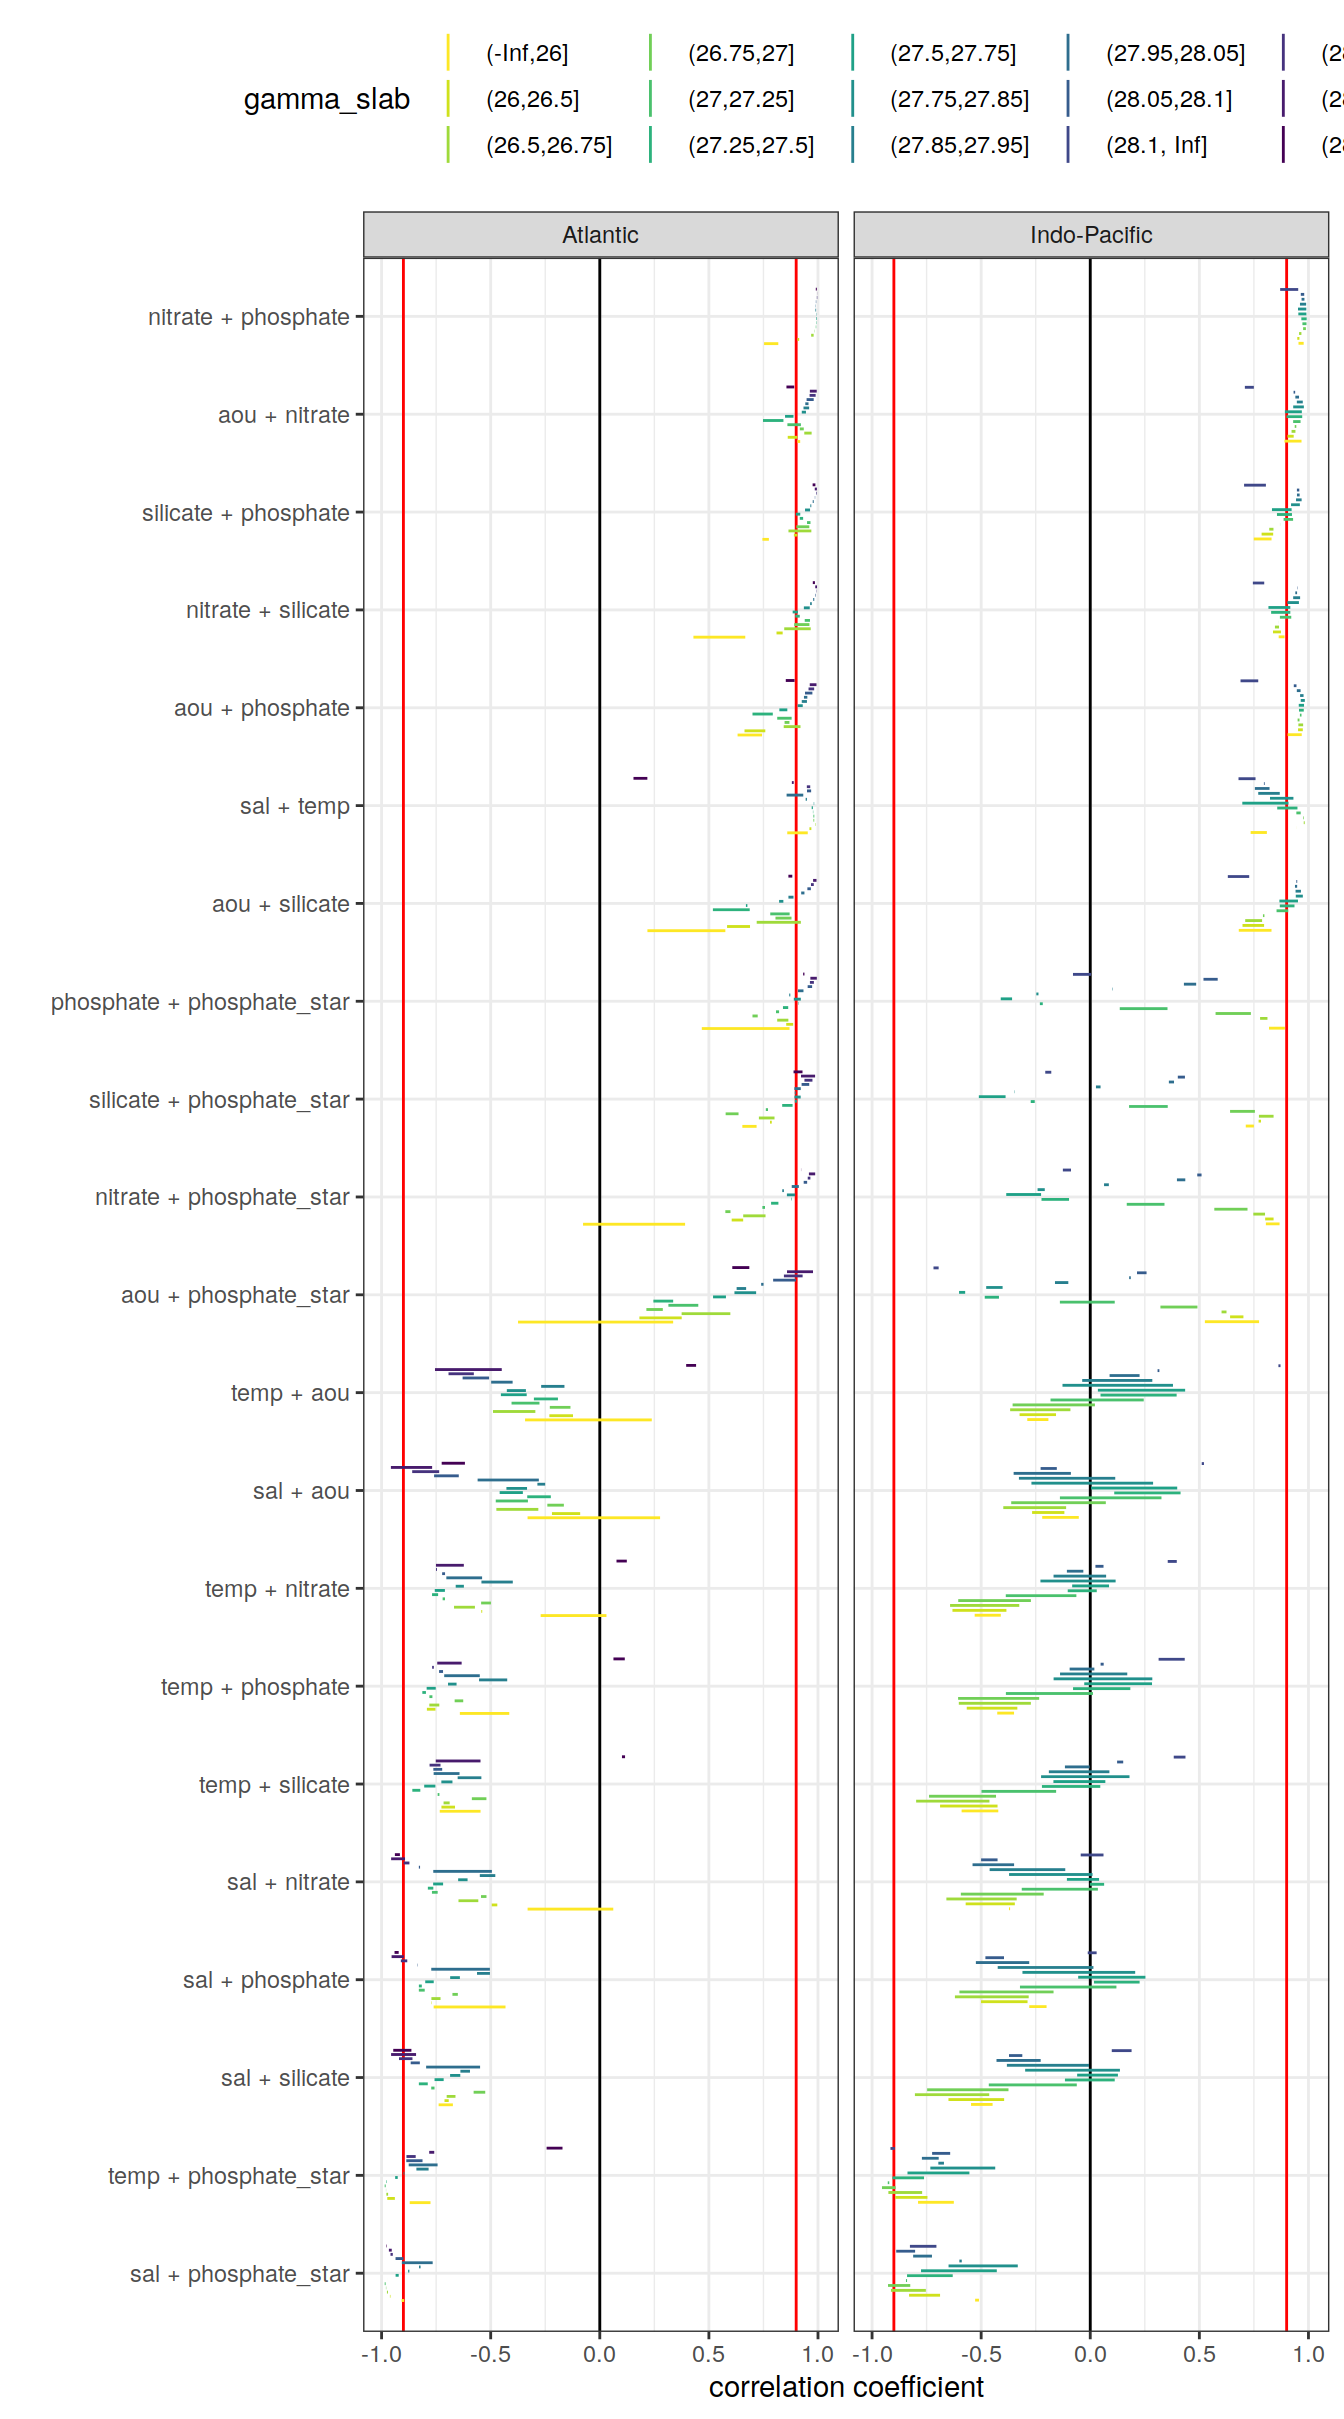 gamma_slab
(-Inf,26] (26.75,27] (27.5,27.75] (27.95,28.05]
(26,26.5] (27,27.25] (27.75,27.85] (28.05,28.1]
(26.5,26.75] (27.25,27.5] (27.85,27.95] (28.1, Inf]
Atlantic Indo-Pacific
nitrate + phosphate
aou + nitrate
silicate + phosphate
nitrate + silicate
aou + phosphate
sal + temp
aou + silicate
phosphate + phosphate_star
silicate + phosphate_star
nitrate + phosphate_star
aou + phosphate_star
temp + aou
sal + aou
temp + nitrate
temp + phosphate
temp + silicate
sal + nitrate
sal + phosphate
sal + silicate
temp + phosphate_star
sal + phosphate_star
-1.0 -0.5 0.0 0.5 1.0 -1.0 -0.5 0.0 0.5 1.0
correlation coefficient